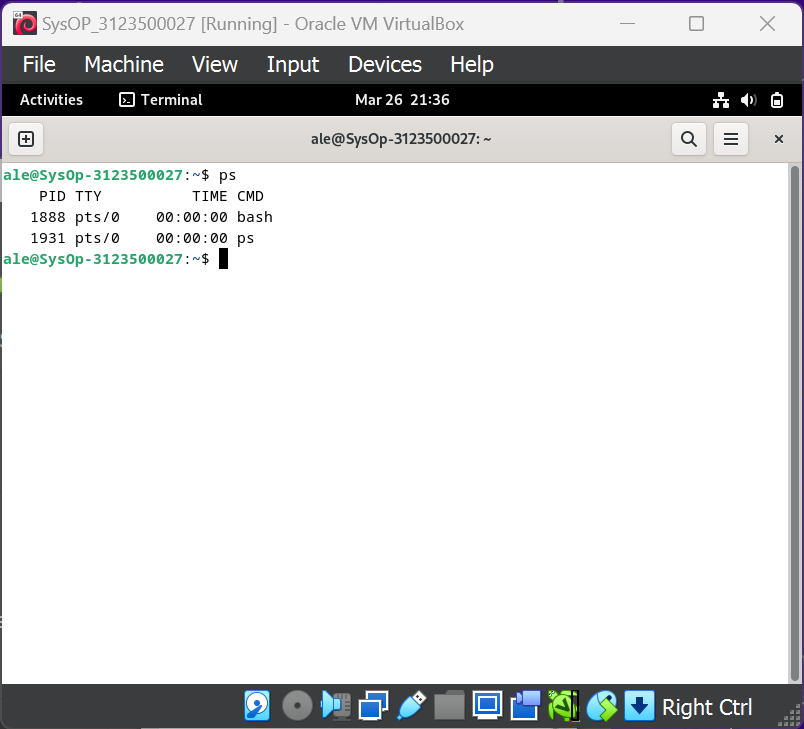 SysOP_3123500027 [Running] - Oracle VM VirtualBox
File Machine View Input Devices Help
Activities Terminal Mar 26 21:36
ale@SysOp-3123500027: ~
ale@SysOp-3123500027:~$ ps
PID TTY TIME CMD
1888 pts/0 00:00:00 bash
1931 pts/0 00:00:00 ps
ale@SysOp-3123500027:~$
Right Ctrl